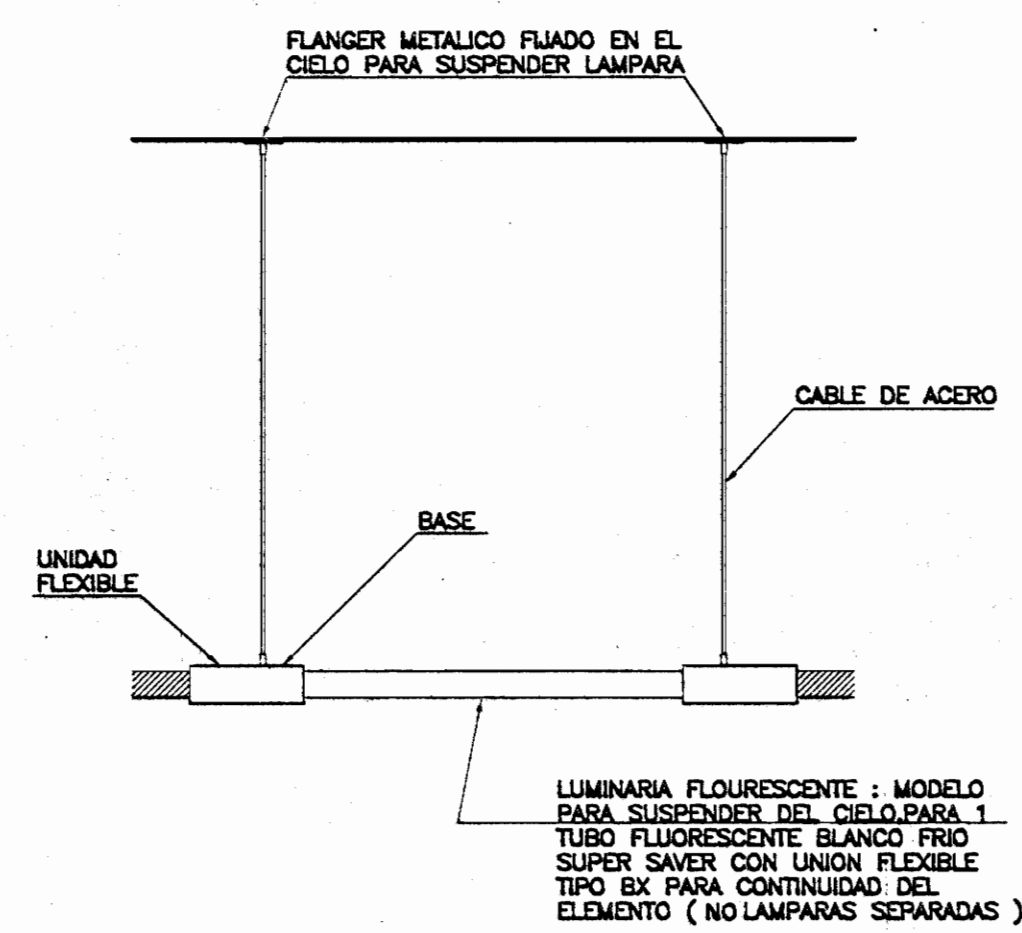 FLANGER METALICO FIJADO EN EL
CIELO PARA SUSPENDER LAMPARA
CABLE DE ACERO
BASE
UNIDAD
FLEXIBLE
LUMINARIA FLOURESCENTE : MODELO
PARA SUSPENDER DEL CIELO,PARA 1
TUBO FLUORESCENTE BLANCO FRIO
SUPER SAVER CON UNION FLEXIBLE
TIPO BX PARA CONTINUIDAD DEL
ELEMENTO ( NO LAMPARAS SEPARADAS )